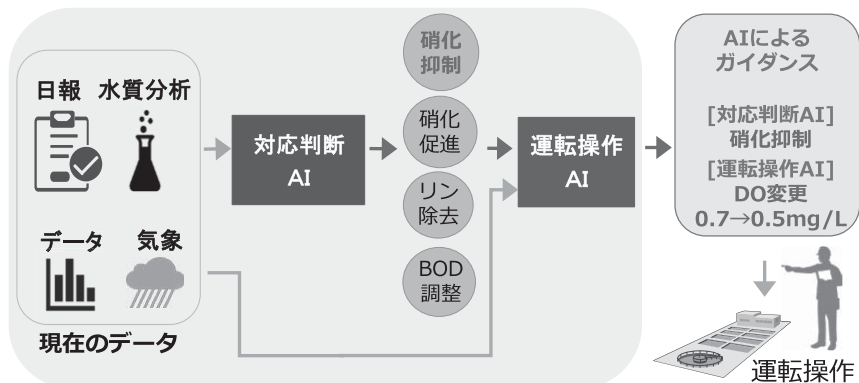 日報
水質分析
データ
気象
現在のデータ
対応判断
AI
硝化
抑制
硝化
促進
リン
除去
BOD
調整
運転操作
AI
AIによる
ガイダンス
[対応判断AI]
硝化抑制
[運転操作AI]
DO変更
0.7→0.5mg/L
運転操作